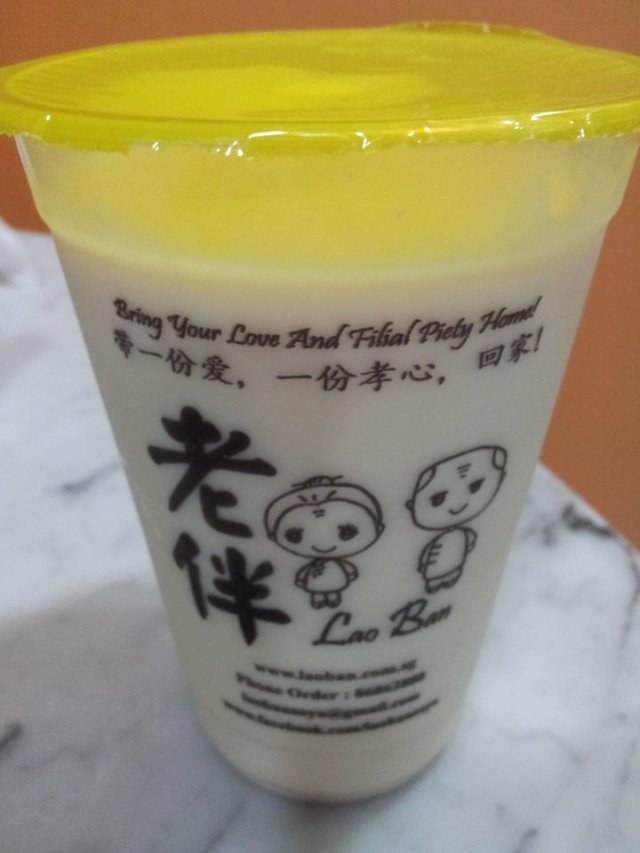 Bring Your Love And Filial Piety Home!
带一份爱，一份孝心，回家!
老伴
Lao Ban
www.laoban.com.sg
Phone Order :